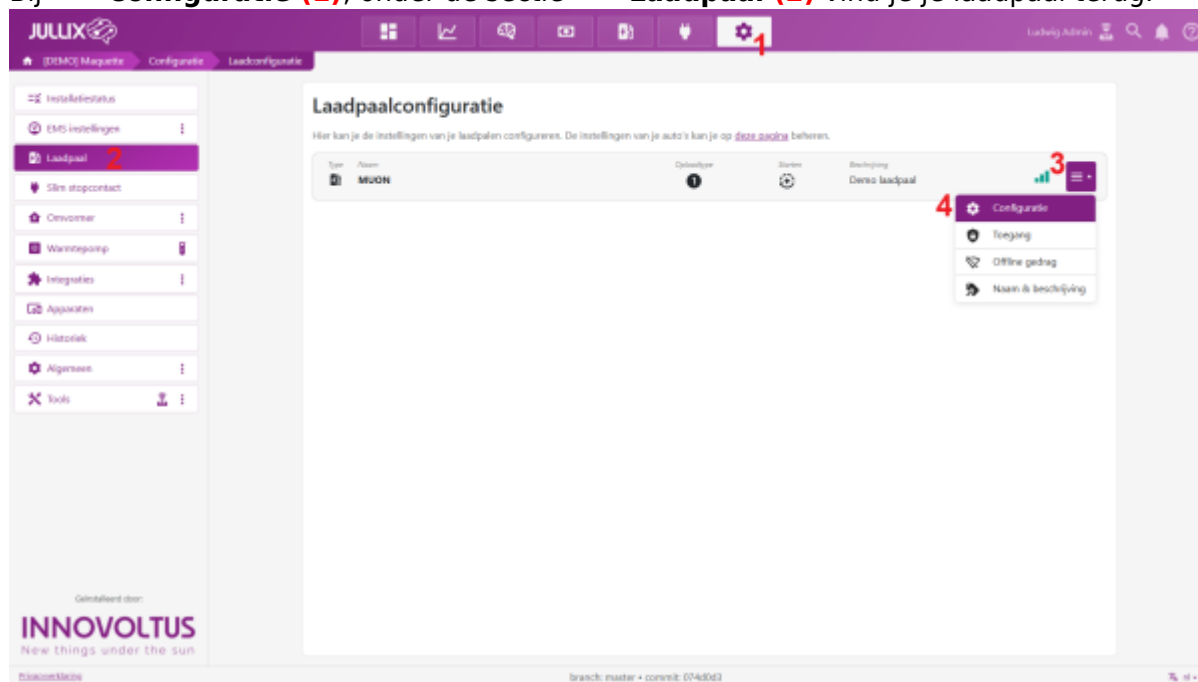 Bij Configuratie (1), onder de sectie Laadpaal (2) vind je je laadpaal terug.
JULLIX
1
Ludwig Admin
[DEMO] Maquette Configuratie Laadconfiguratie
Installatiestatus
EMS instellingen
Laadpaal 2
Slim stopcontact
Omvormer
Warmtepomp
Integraties
Apparaten
Historiek
Algemeen
Tools
Laadpaalconfiguratie
Hier kan je de instellingen van je laadpalen configureren. De instellingen van je auto's kan je op deze pagina beheren.
Type Naam Oplaadtype Starten Beschrijving
MUON 1 Demo laadpaal 3
4 Configuratie
Toegang
Offline gedrag
Naam & beschrijving
Geïnstalleerd door:
INNOVOLTUS
New things under the sun
Privacyverklaring
branch: master • commit: 074d0d3
nl